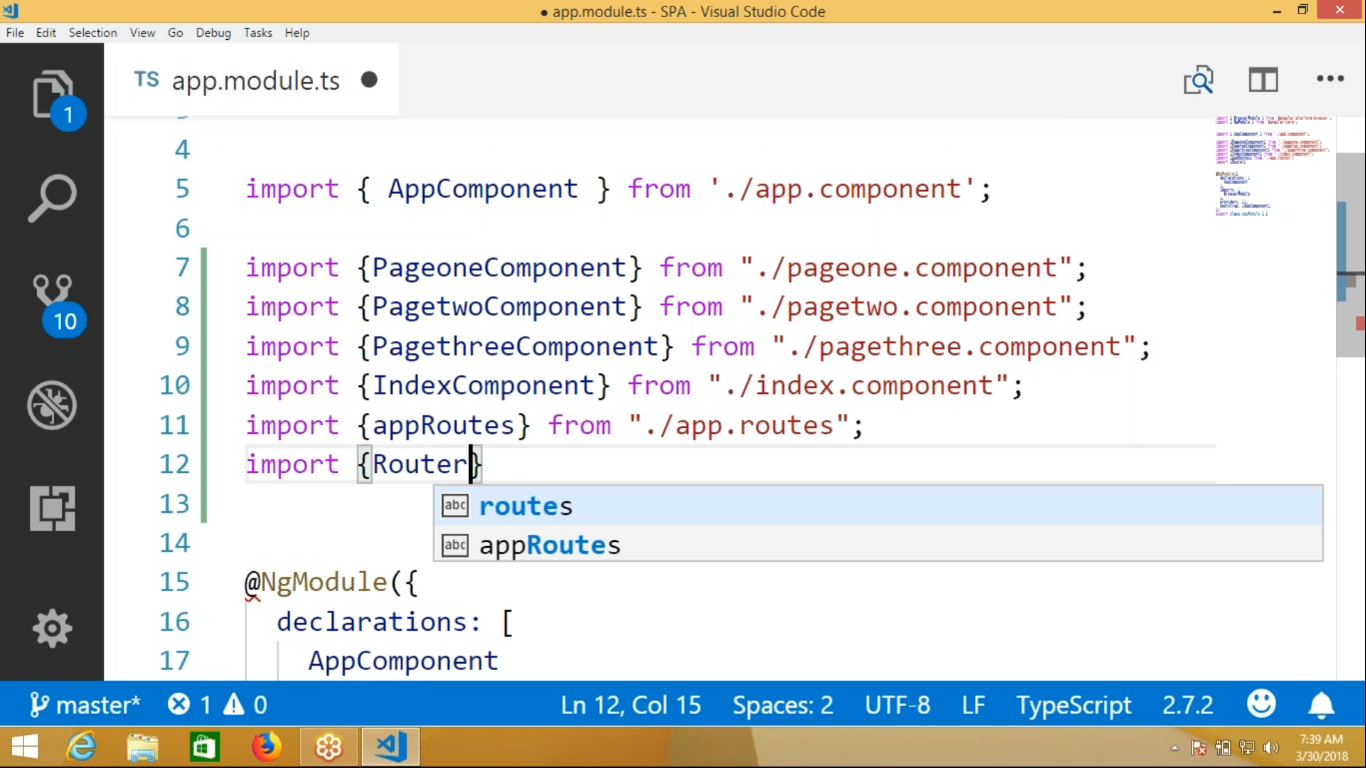 ● app.module.ts - SPA - Visual Studio Code
File Edit Selection View Go Debug Tasks Help
TS app.module.ts ●
1
10
4
5 import { AppComponent } from './app.component';
6
7 import {PageoneComponent} from "./pageone.component";
8 import {PagetwoComponent} from "./pagetwo.component";
9 import {PagethreeComponent} from "./pagethree.component";
10 import {IndexComponent} from "./index.component";
11 import {appRoutes} from "./app.routes";
12 import {Router}
13
abc routes
abc appRoutes
14
15 @NgModule({
16 declarations: [
17 AppComponent
master* 1 0 Ln 12, Col 15 Spaces: 2 UTF-8 LF TypeScript 2.7.2
7:39 AM
3/30/2018